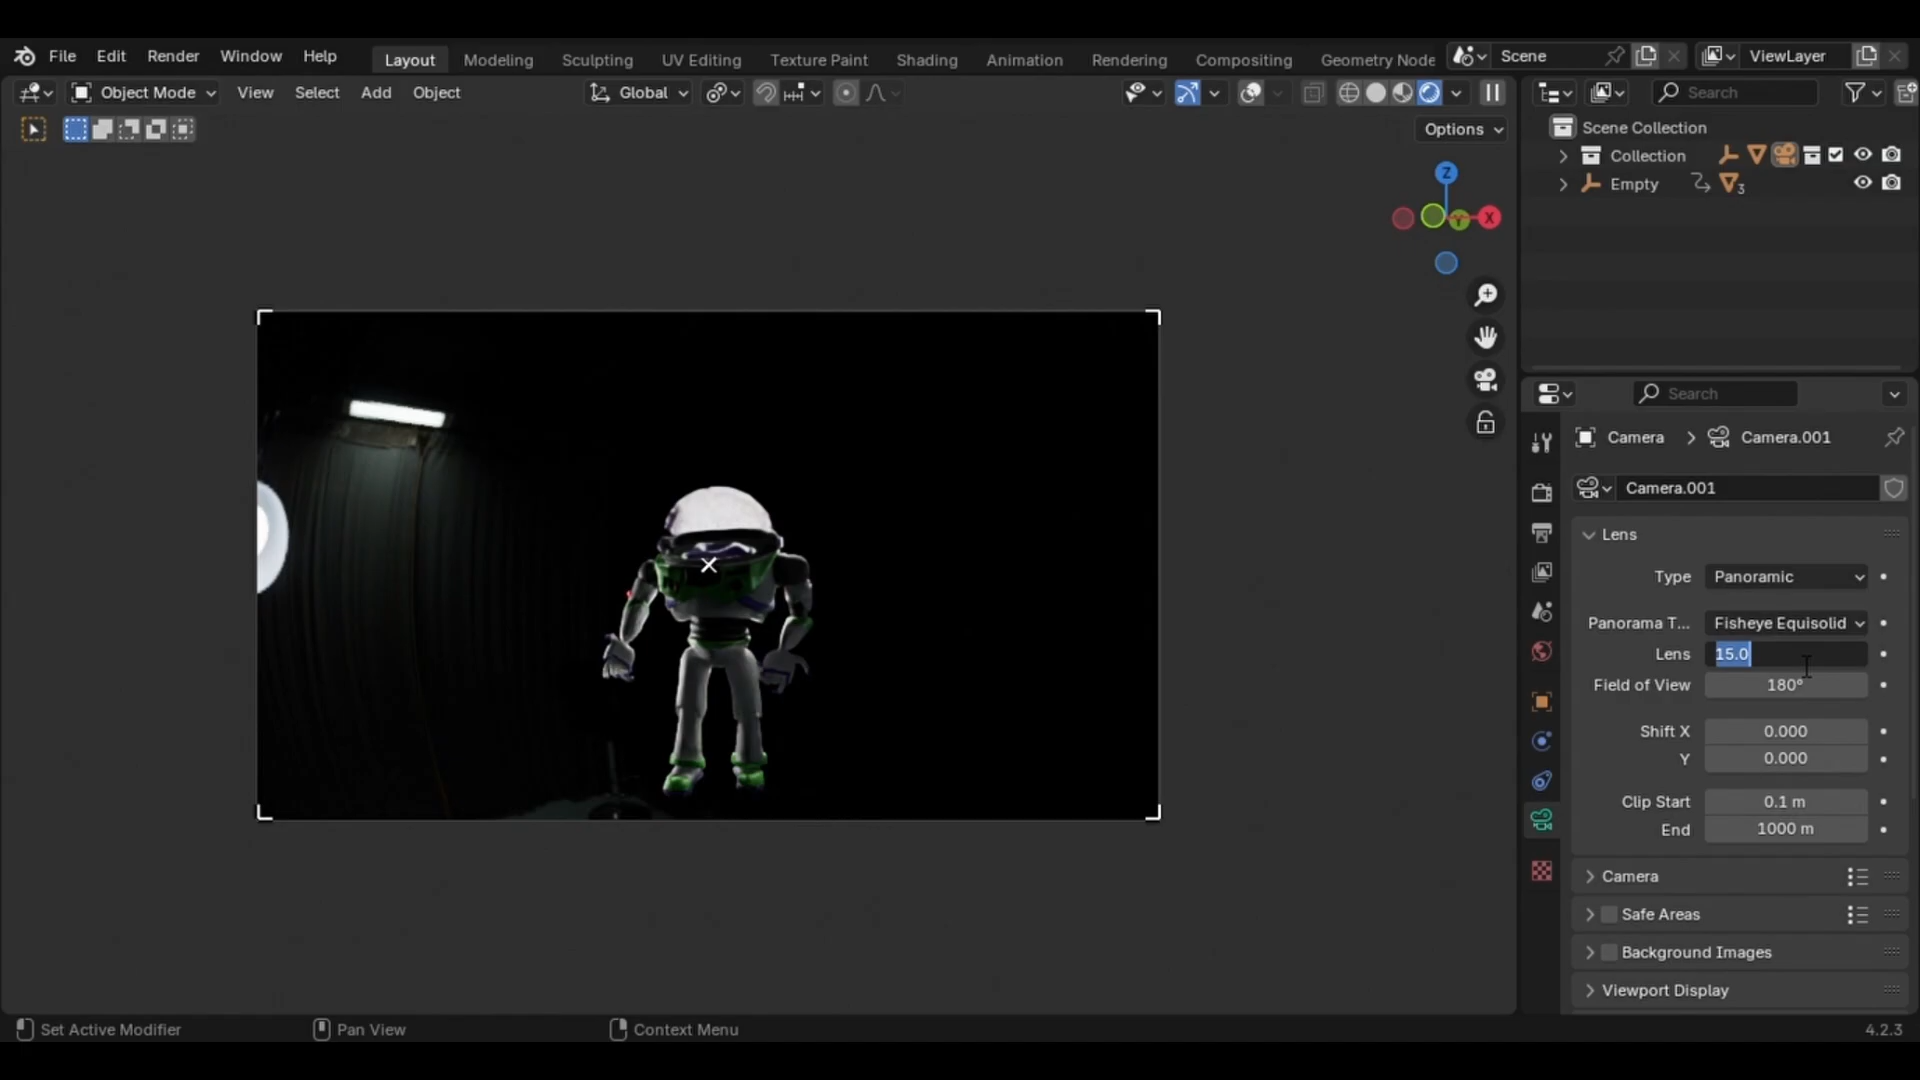 File Edit Render Window Help Layout Modeling Sculpting UV Editing Texture Paint Shading Animation Rendering Compositing Geometry Node Scene ViewLayer
Object Mode View Select Add Object Global Search
Options
Scene Collection
Collection
Empty 3
Z
Y X
Search
Camera > Camera.001
Camera.001
Lens
Type Panoramic
Panorama T... Fisheye Equisolid
Lens 15.0
Field of View 180°
Shift X 0.000
Y 0.000
Clip Start 0.1 m
End 1000 m
Camera
Safe Areas
Background Images
Viewport Display
Set Active Modifier Pan View Context Menu 4.2.3